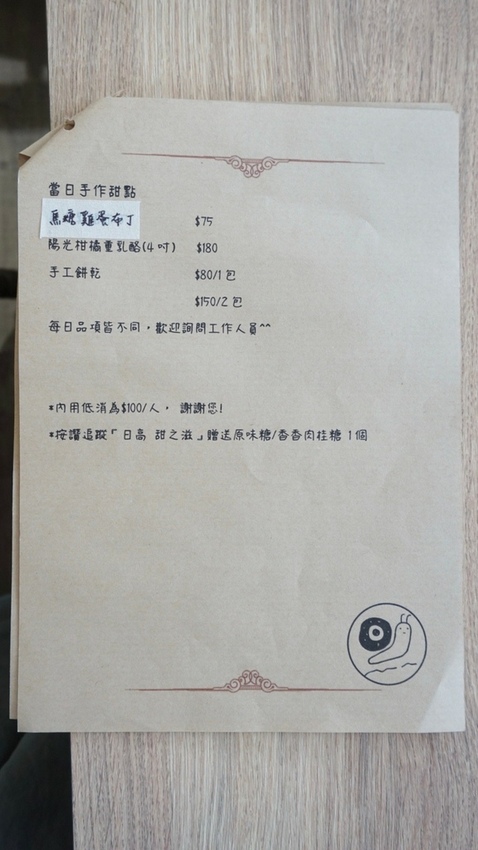 當日手作甜點
焦糖雞蛋布丁 $75
陽光柑橘重乳酪(4吋) $180
手工餅乾 $80/1包
$150/2包
每日品項皆不同，歡迎詢問工作人員^^
*內用低消為$100/人， 謝謝您!
*按讚追蹤「日高 甜之滋」贈送原味糖/香香肉桂糖 1個